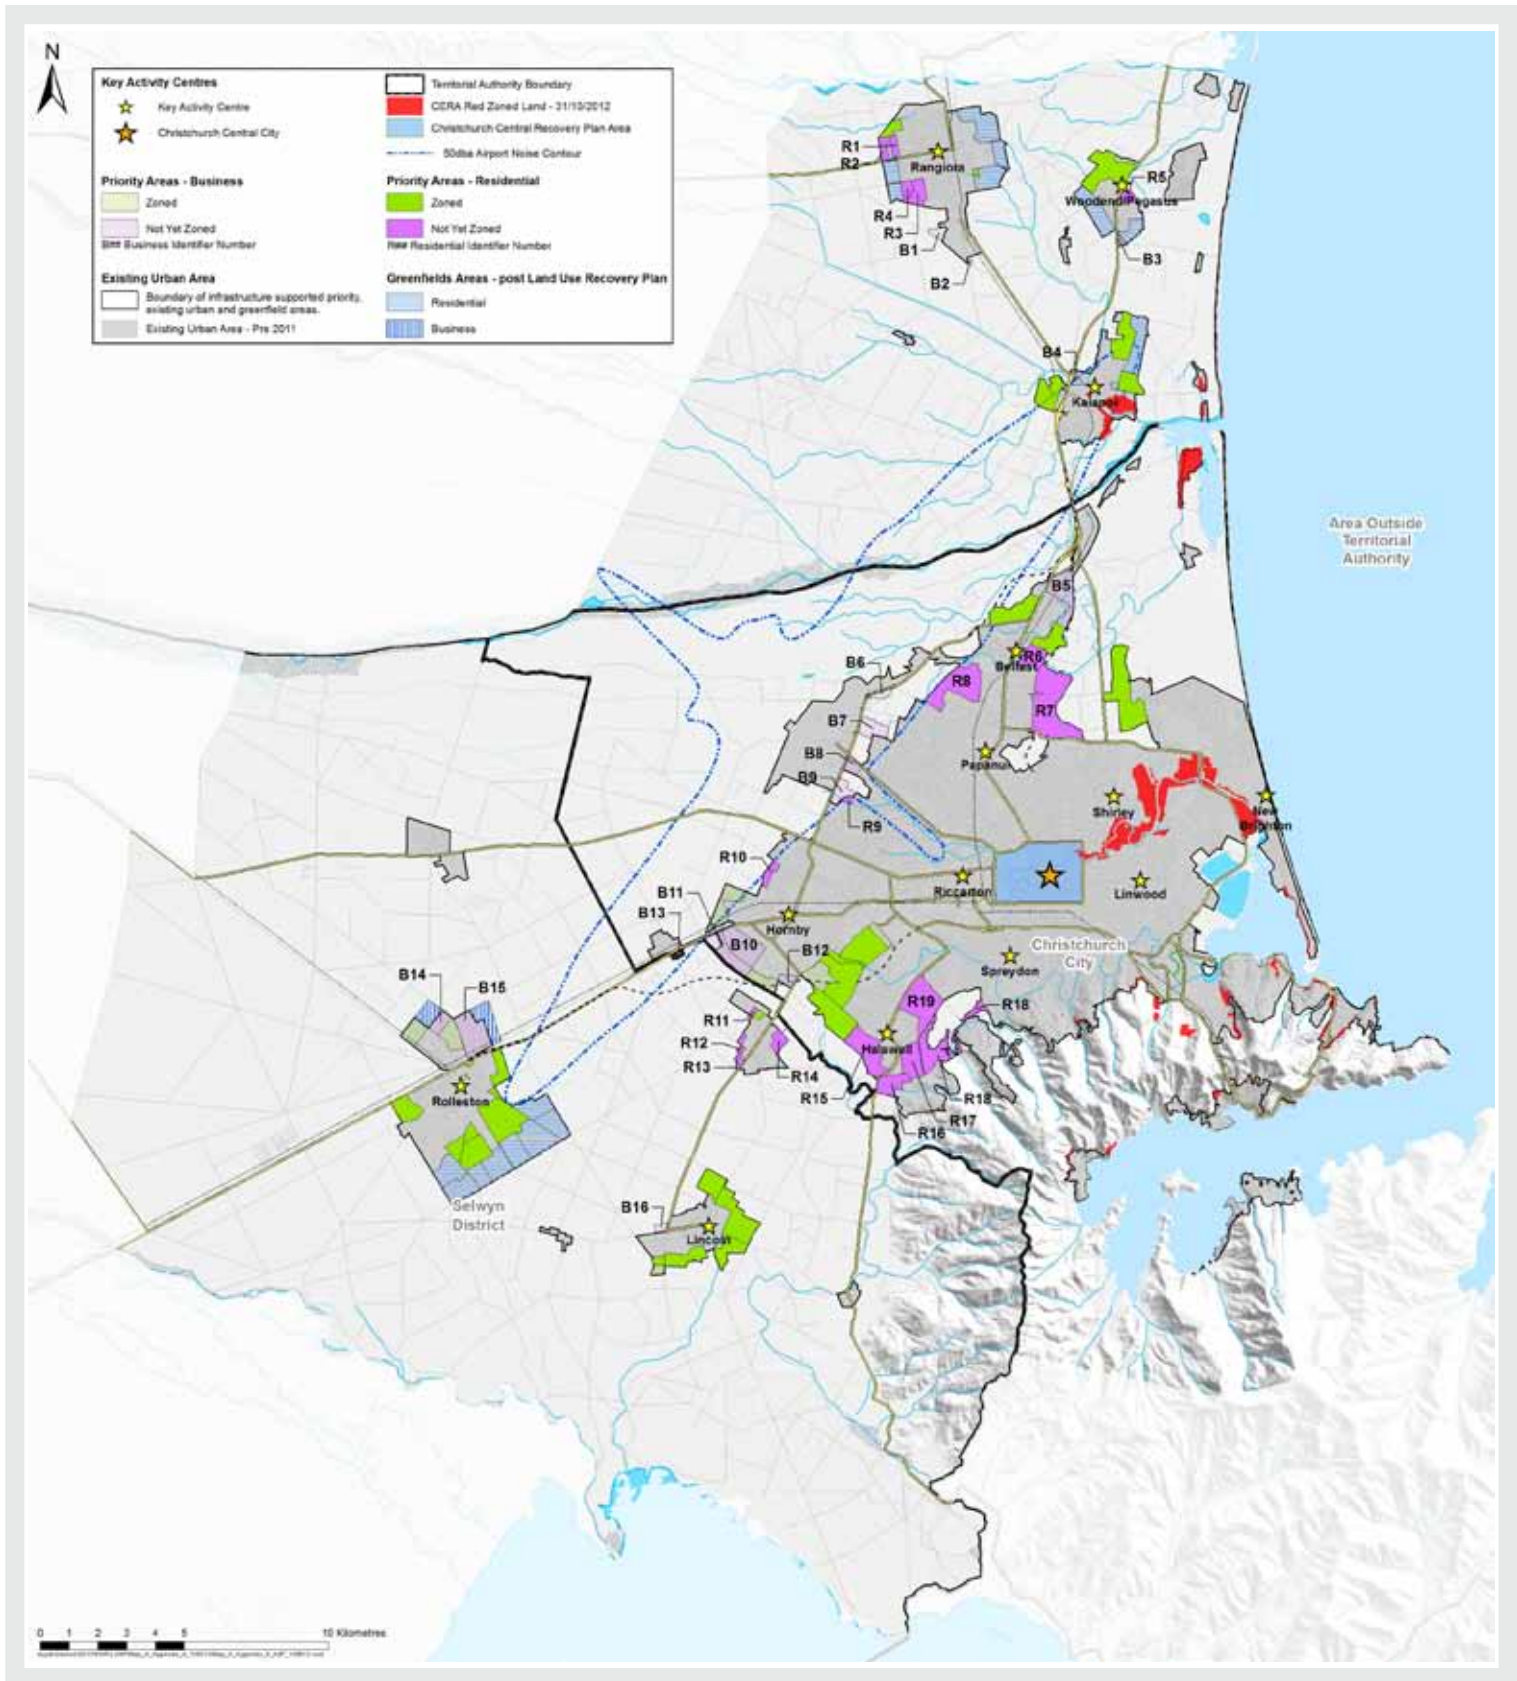 N
Key Activity Centres
Key Activity Centre
Christchurch Central City
Priority Areas - Business
Zoned
Not Yet Zoned
B## Business Identifier Number
Existing Urban Area
Boundary of infrastructure supported priority,
existing urban and greenfield areas.
Existing Urban Area - Pre 2011
Territorial Authority Boundary
CERA Red Zoned Land - 31/10/2012
Christchurch Central Recovery Plan Area
50dba Airport Noise Contour
Priority Areas - Residential
Zoned
Not Yet Zoned
R## Residential Identifier Number
Greenfields Areas - post Land Use Recovery Plan
Residential
Business
R1
R2
Rangiora
R5
Woodend/Pegasus
R4
R3
B1
B2
B3
B4
Kaiapoi
Area Outside
Territorial
Authority
B5
B6
Belfast
R6
R8
R7
B7
B8
B9
Papanui
Shirley
New
Brighton
R9
R10
Riccarton
Linwood
B11
B13
Hornby
B10
B12
Christchurch
City
Spreydon
B14
B15
R19
R18
R11
R12
R13
R14
Halswell
R15
R18
R17
R16
Rolleston
Selwyn
District
B16
Lincoln
0 1 2 3 4 5 10 Kilometres